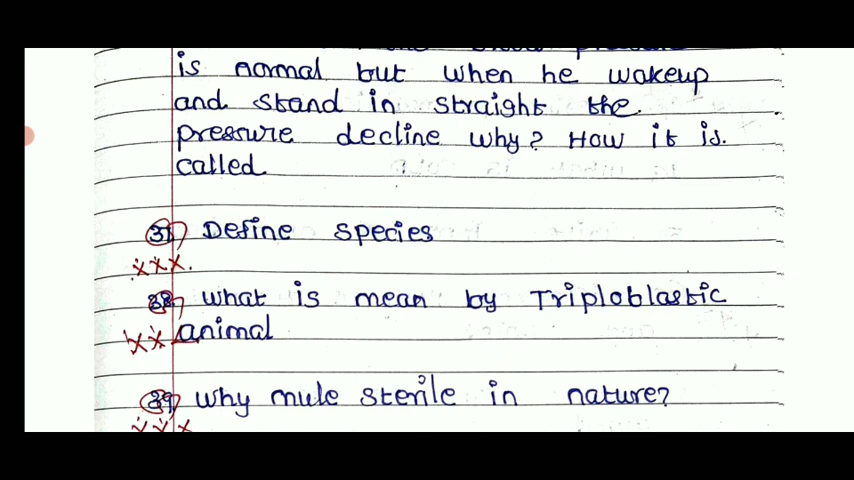 is normal but when he wakeup
and stand in straight the
pressure decline why? How it is.
called
37 Define species
xxx.
38 what is mean by Triploblastic
xx animal
39 why mule sterile in nature?
xxx